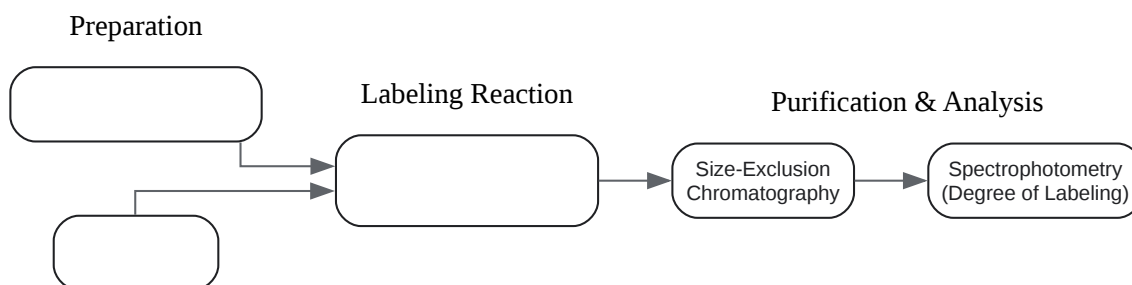 Preparation
Labeling Reaction
Purification & Analysis
Size-Exclusion
Chromatography
Spectrophotometry
(Degree of Labeling)